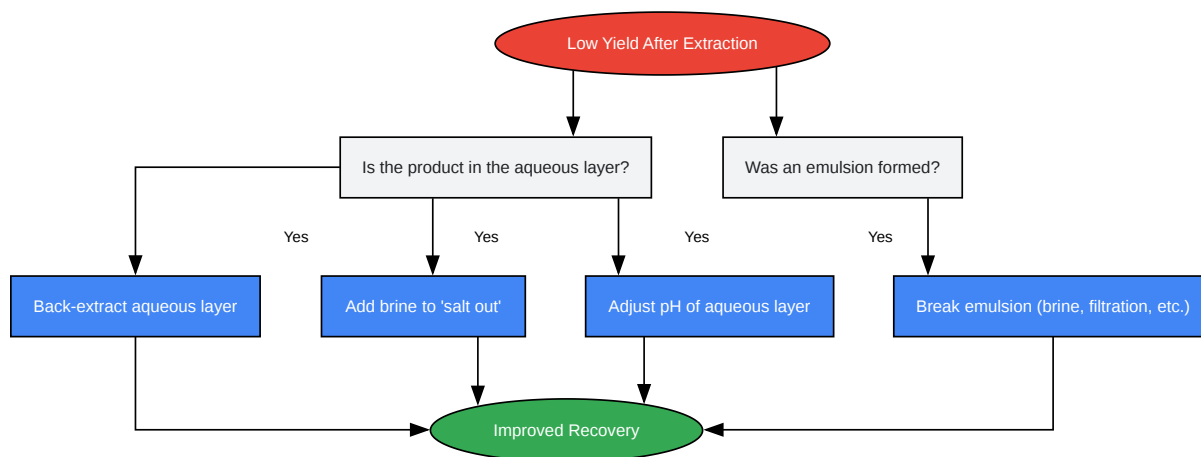 Low Yield After Extraction
Is the product in the aqueous layer?
Was an emulsion formed?
Yes
Yes
Yes
Yes
Back-extract aqueous layer
Add brine to 'salt out'
Adjust pH of aqueous layer
Break emulsion (brine, filtration, etc.)
Improved Recovery